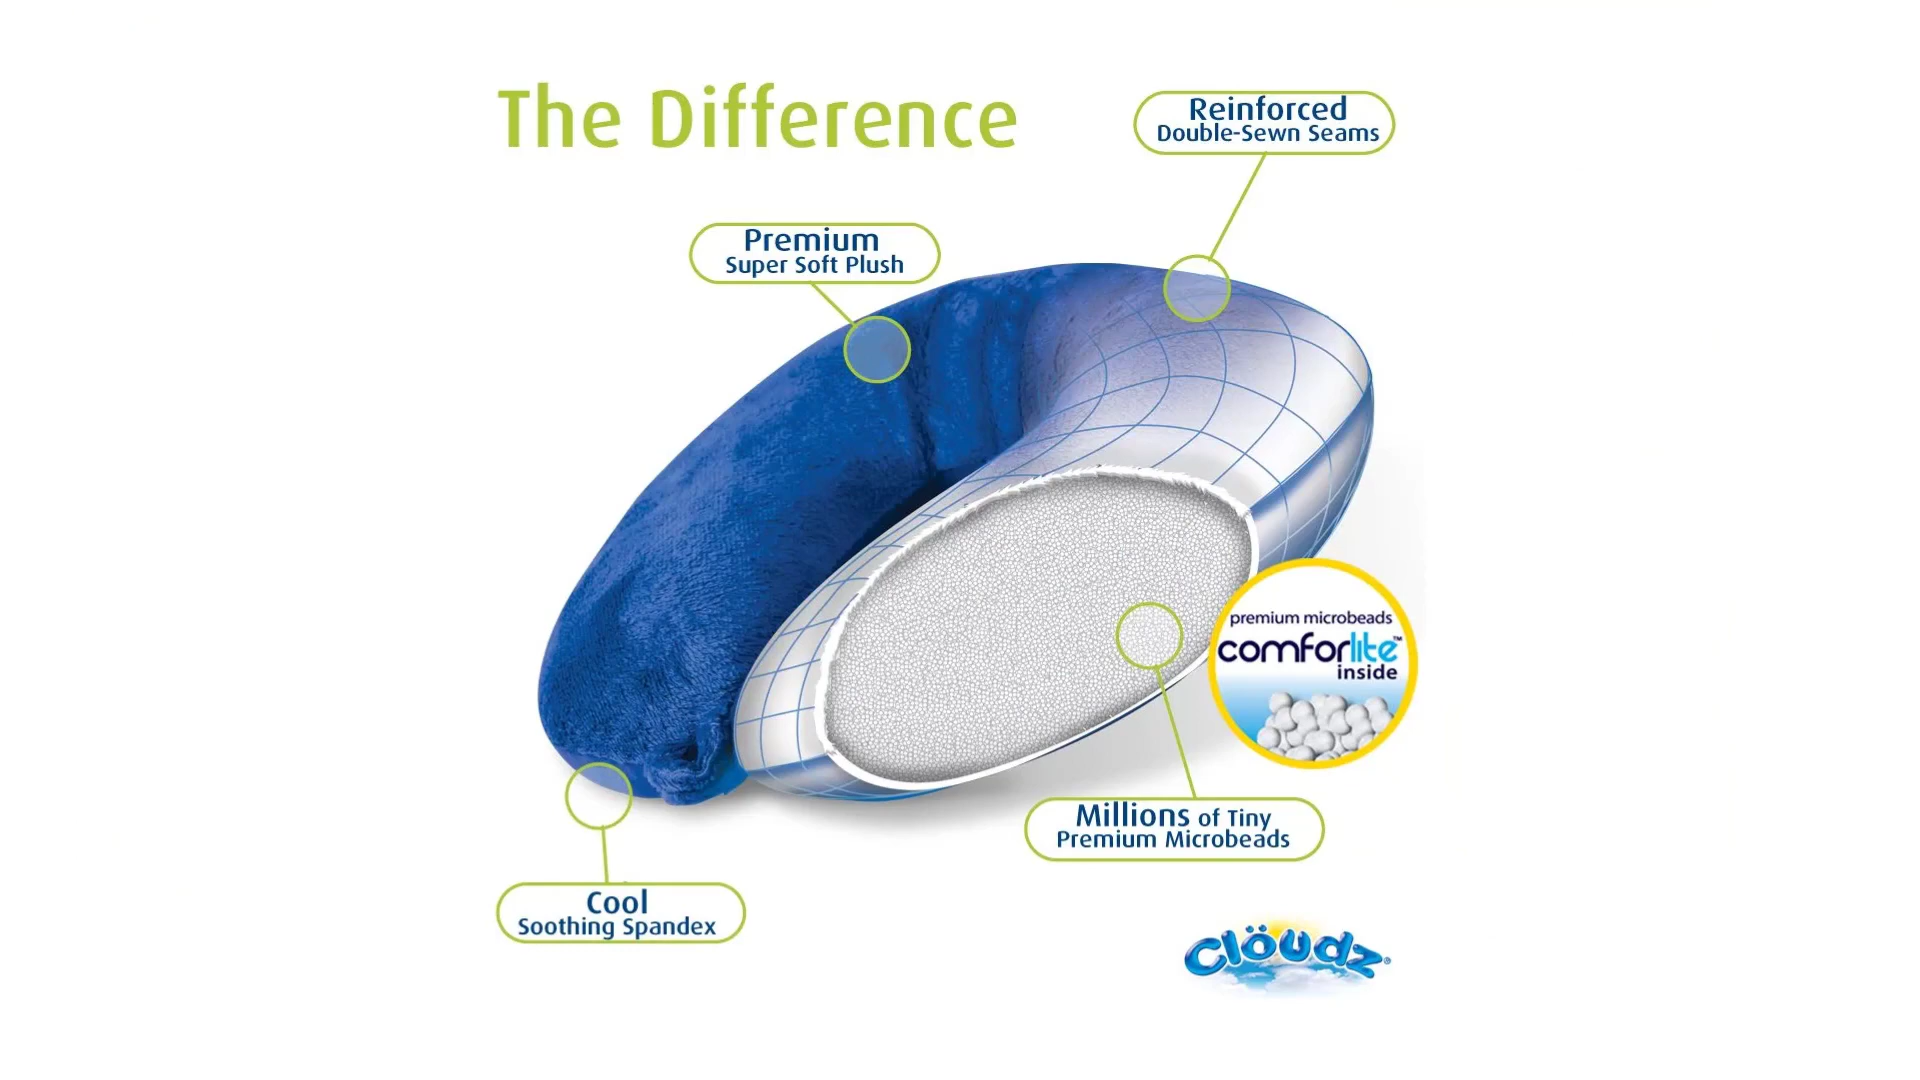 The Difference
Reinforced
Double-Sewn Seams
Premium
Super Soft Plush
premium microbeads
comforlite™
inside
Millions of Tiny
Premium Microbeads
Cool
Soothing Spandex
Clöudz®